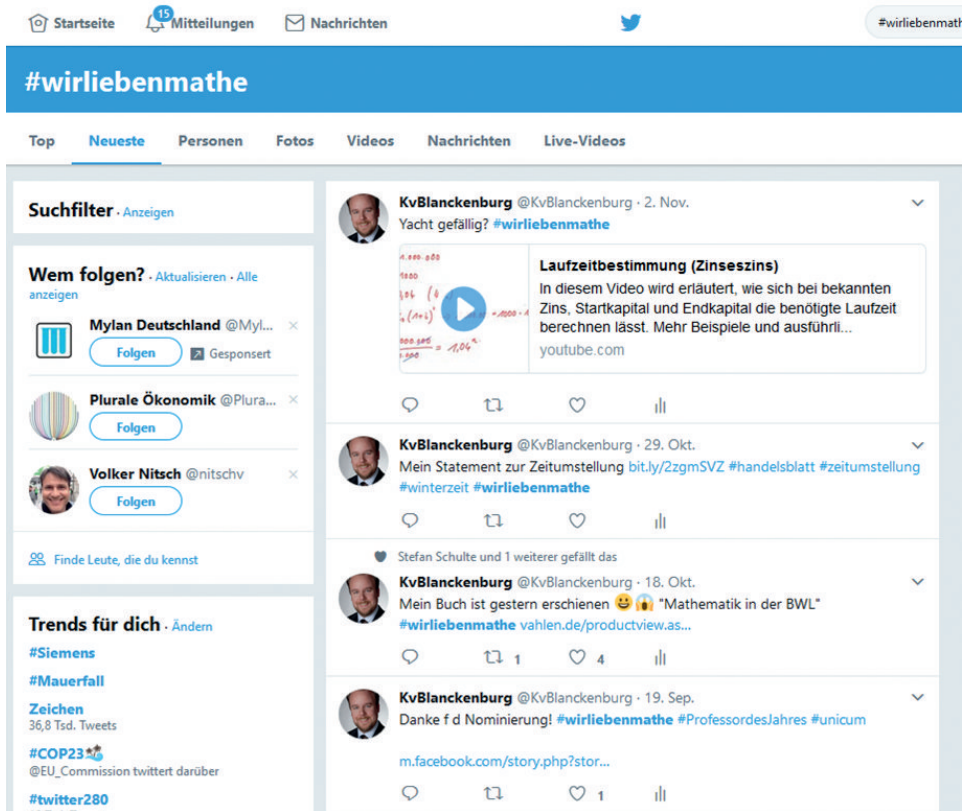 Startseite
15
Mitteilungen
Nachrichten
#wirliebenmath
#wirliebenmathe
Top Neueste Personen Fotos Videos Nachrichten Live-Videos
Suchfilter · Anzeigen
Wem folgen? · Aktualisieren · Alle
anzeigen
Mylan Deutschland @Myl... ×
Folgen
Gesponsert
Plurale Ökonomik @Plura... ×
Folgen
Volker Nitsch @nitschv ×
Folgen
Finde Leute, die du kennst
Trends für dich · Ändern
#Siemens
#Mauerfall
Zeichen
36,8 Tsd. Tweets
#COP23
@EU_Commission twittert darüber
#twitter280
KvBlanckenburg @KvBlanckenburg · 2. Nov.
Yacht gefällig? #wirliebenmathe
Laufzeitbestimmung (Zinseszins)
In diesem Video wird erläutert, wie sich bei bekannten
Zins, Startkapital und Endkapital die benötigte Laufzeit
berechnen lässt. Mehr Beispiele und ausführli...
youtube.com
KvBlanckenburg @KvBlanckenburg · 29. Okt.
Mein Statement zur Zeitumstellung bit.ly/2zgmSVZ #handelsblatt #zeitumstellung
#winterzeit #wirliebenmathe
Stefan Schulte und 1 weiterer gefällt das
KvBlanckenburg @KvBlanckenburg · 18. Okt.
Mein Buch ist gestern erschienen 😀😱 "Mathematik in der BWL"
#wirliebenmathe vahlen.de/productview.as...
1 4
KvBlanckenburg @KvBlanckenburg · 19. Sep.
Danke f d Nominierung! #wirliebenmathe #ProfessordesJahres #unicum
m.facebook.com/story.php?stor...
1